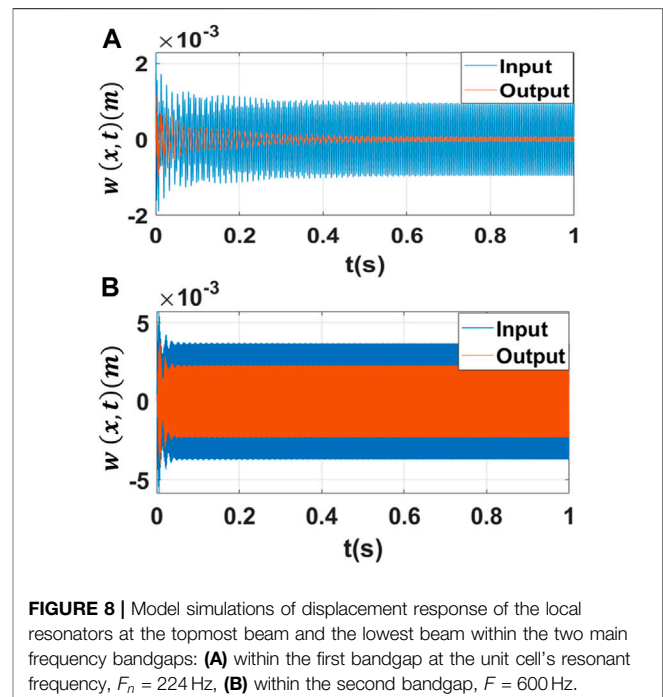 A
×10⁻³
Input
Output
2
0
-2
w (x,t)(m)
0 0.2 0.4 0.6 0.8 1
t(s)
B
×10⁻³
Input
Output
5
0
-5
w (x,t)(m)
0 0.2 0.4 0.6 0.8 1
t(s)
FIGURE 8 | Model simulations of displacement response of the local
resonators at the topmost beam and the lowest beam within the two main
frequency bandgaps: (A) within the first bandgap at the unit cell's resonant
frequency, Fₙ = 224 Hz, (B) within the second bandgap, F = 600 Hz.